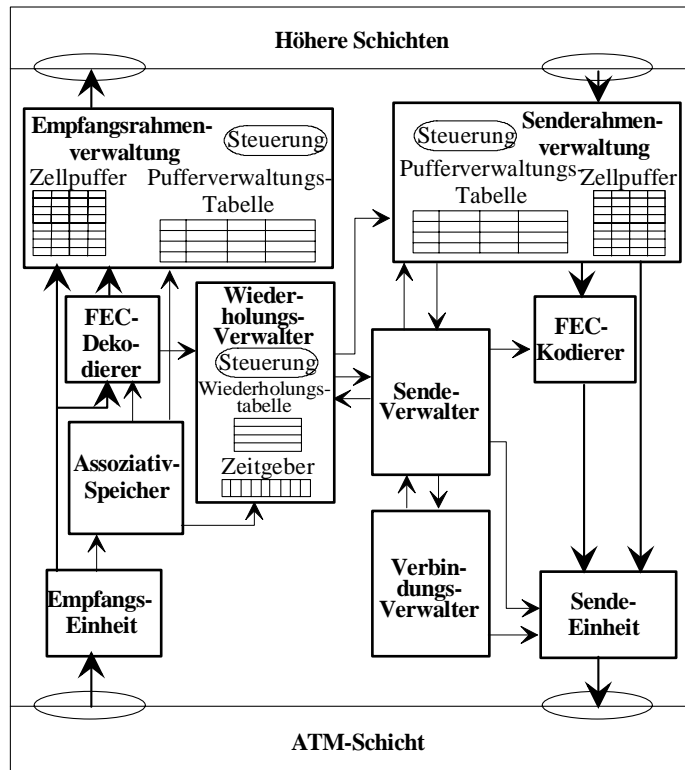 Höhere Schichten
Empfangsrahmen-
verwaltung
Steuerung
Zellpuffer
Pufferverwaltungs-
Tabelle
Senderahmen-
verwaltung
Steuerung
Pufferverwaltungs-
Tabelle
Zellpuffer
FEC-
Deko-
dierer
Wieder-
holungs-
Verwalter
Steuerung
Wiederholungs-
tabelle
Zeitgeber
Sende-
Verwalter
FEC-
Kodierer
Assoziativ-
Speicher
Empfangs-
Einheit
Verbin-
dungs-
Verwalter
Sende-
Einheit
ATM-Schicht